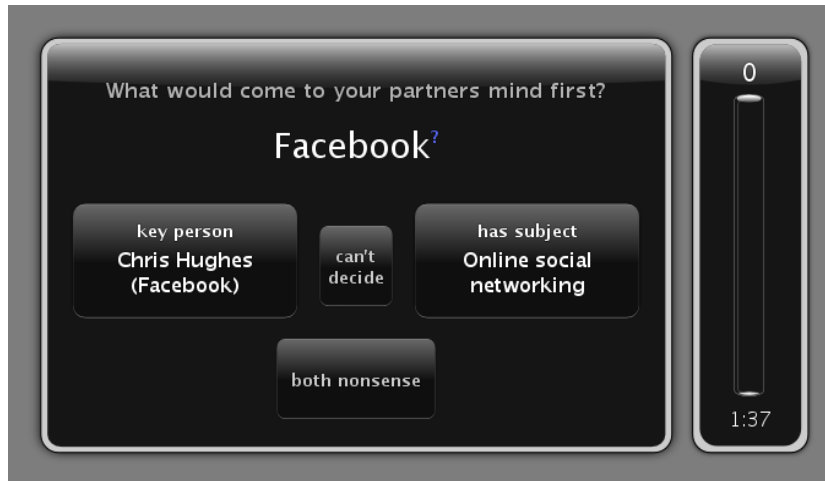 What would come to your partners mind first?
Facebook?
key person
Chris Hughes
(Facebook)
can't
decide
has subject
Online social
networking
both nonsense
0
1:37